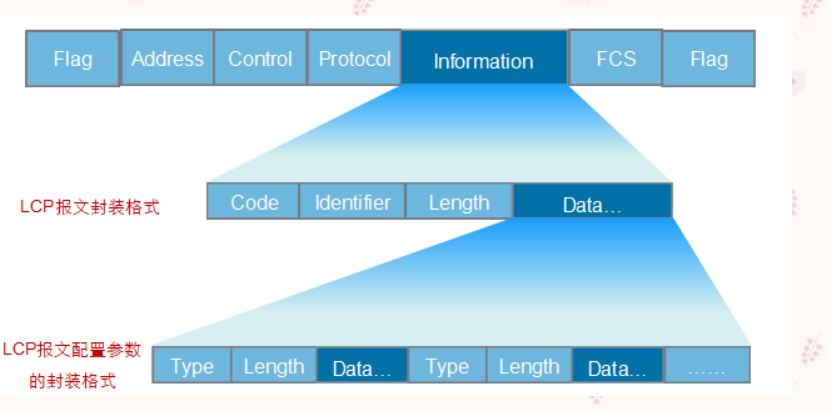 Flag Address Control Protocol Information FCS Flag
LCP报文封装格式 Code Identifier Length Data...
LCP报文配置参数
的封装格式
Type Length Data... Type Length Data... ......